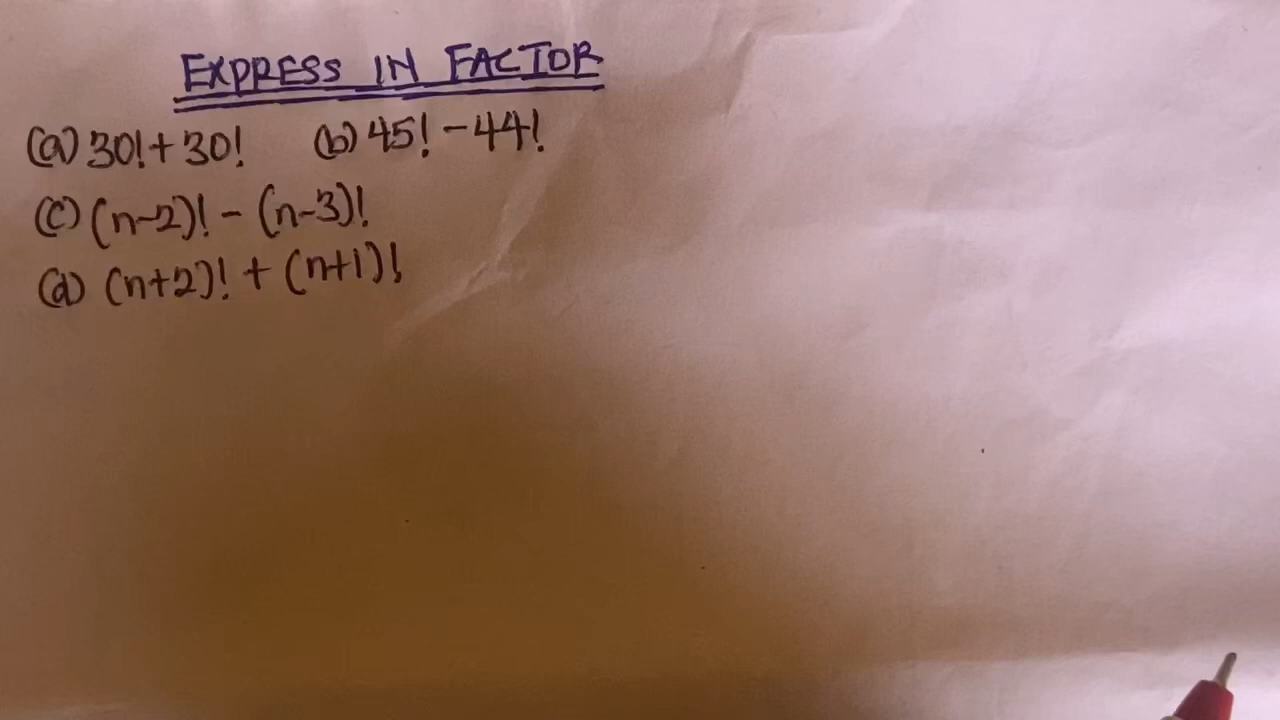 EXPRESS IN FACTOR
(a) 30! + 30! (b) 45! - 44!
(c) (n-2)! - (n-3)!
(d) (n+2)! + (n+1)!